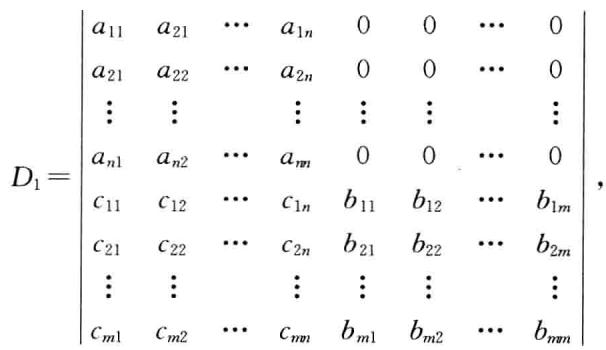 a₁₁ a₂₁ ⋯ a₁ₙ 0 0 ⋯ 0
a₂₁ a₂₂ ⋯ a₂ₙ 0 0 ⋯ 0
⋮ ⋮ ⋮ ⋮ ⋮ ⋮
aₙ₁ aₙ₂ ⋯ aₙₙ 0 0 ⋯ 0
D₁ =
c₁₁ c₁₂ ⋯ c₁ₙ b₁₁ b₁₂ ⋯ b₁ₘ ,
c₂₁ c₂₂ ⋯ c₂ₙ b₂₁ b₂₂ ⋯ b₂ₘ
⋮ ⋮ ⋮ ⋮ ⋮ ⋮
cₘ₁ cₘ₂ ⋯ cₘₙ bₘ₁ bₘ₂ ⋯ bₘₘ